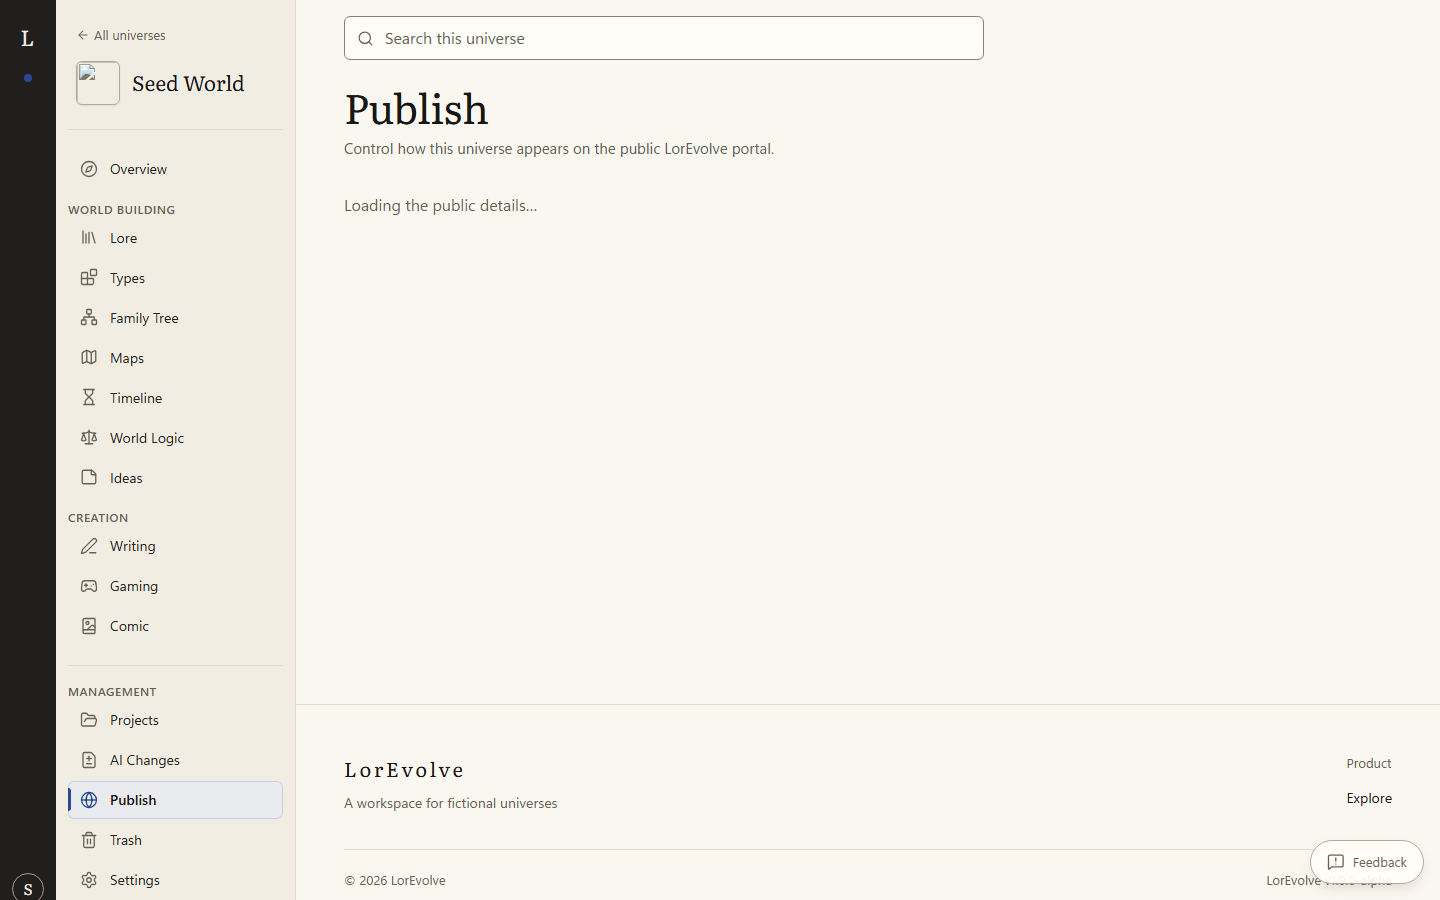 L
All universes
Seed World
Overview
WORLD BUILDING
Lore
Types
Family Tree
Maps
Timeline
World Logic
Ideas
CREATION
Writing
Gaming
Comic
MANAGEMENT
Projects
AI Changes
Publish
Trash
Settings
S
Search this universe
Publish
Control how this universe appears on the public LorEvolve portal.
Loading the public details...
LorEvolve
A workspace for fictional universes
Product
Explore
Feedback
© 2026 LorEvolve
LorEvolve